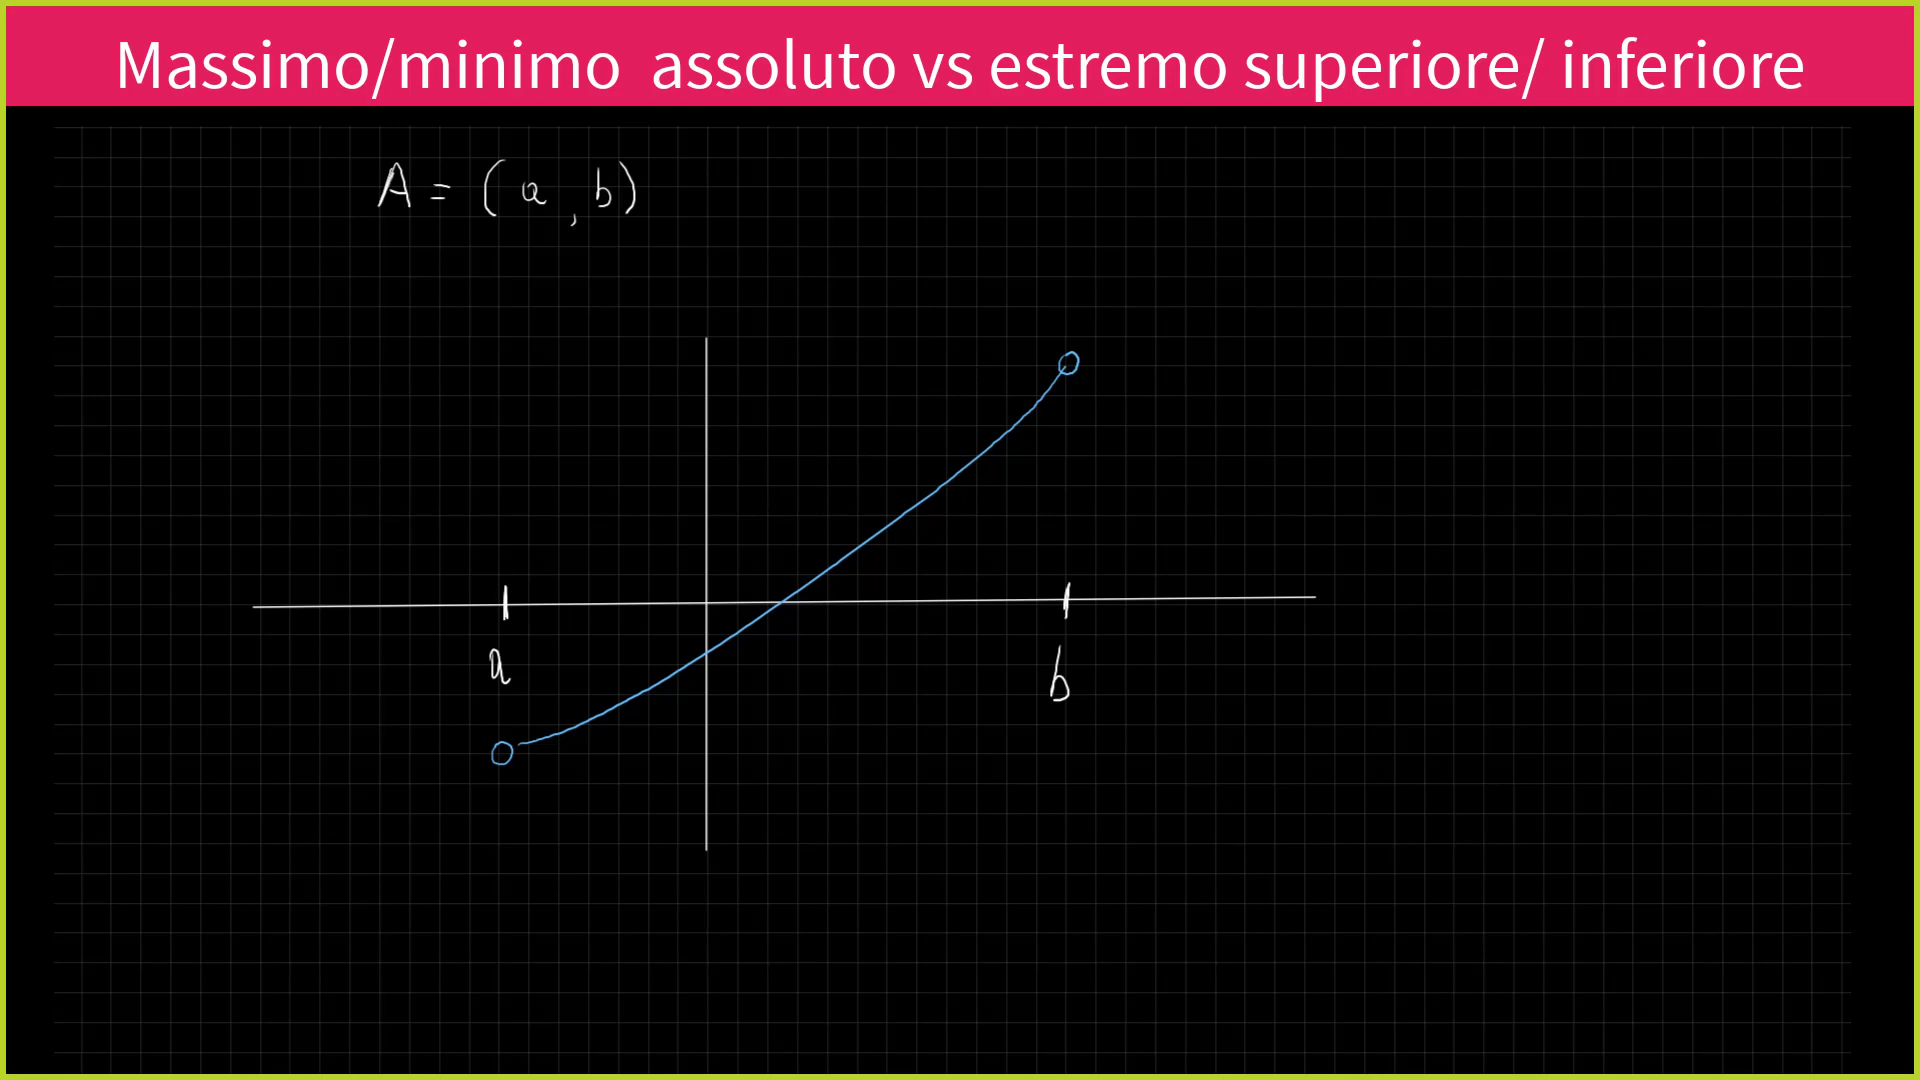 Massimo/minimo assoluto vs estremo superiore/ inferiore
A = (a, b)
a
b